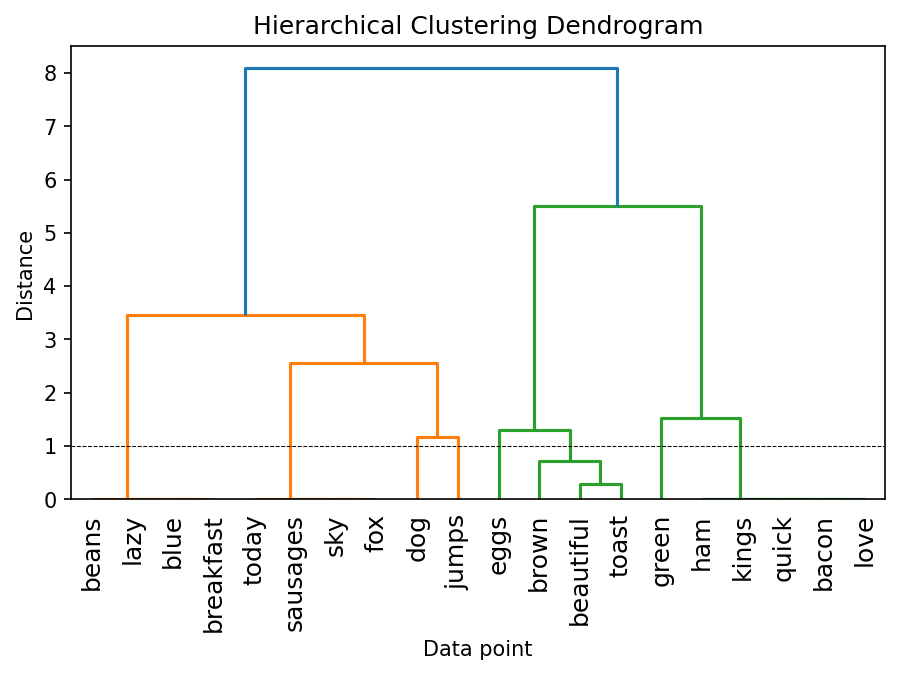 Hierarchical Clustering Dendrogram
8
7
6
5
4
3
2
1
0
Distance
beans
lazy
blue
breakfast
today
sausages
sky
fox
dog
jumps
eggs
brown
beautiful
toast
green
ham
kings
quick
bacon
love
Data point